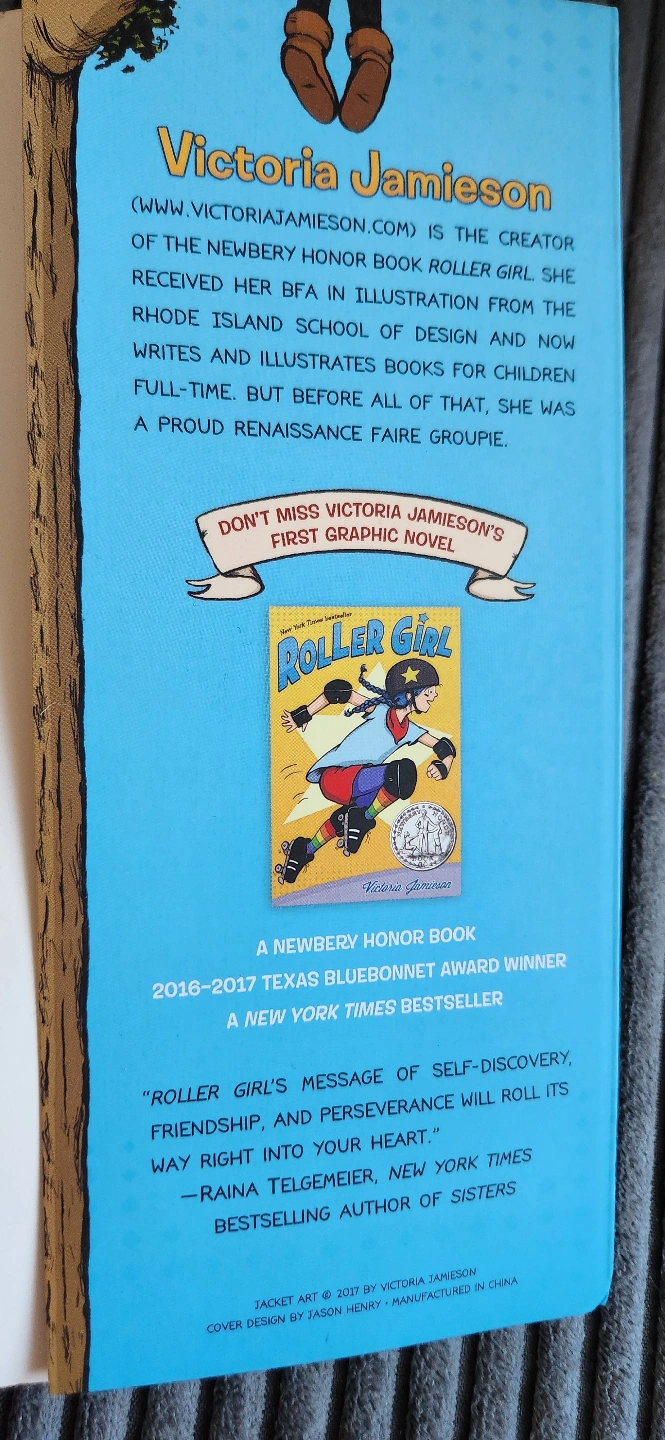 Victoria Jamieson
(WWW.VICTORIAJAMIESON.COM) IS THE CREATOR
OF THE NEWBERY HONOR BOOK ROLLER GIRL. SHE
RECEIVED HER BFA IN ILLUSTRATION FROM THE
RHODE ISLAND SCHOOL OF DESIGN AND NOW
WRITES AND ILLUSTRATES BOOKS FOR CHILDREN
FULL-TIME. BUT BEFORE ALL OF THAT, SHE WAS
A PROUD RENAISSANCE FAIRE GROUPIE.
DON'T MISS VICTORIA JAMIESON'S
FIRST GRAPHIC NOVEL
New York Times bestseller
ROLLER GIRL
Victoria Jamieson
A NEWBERY HONOR BOOK
2016–2017 TEXAS BLUEBONNET AWARD WINNER
A NEW YORK TIMES BESTSELLER
"ROLLER GIRL'S MESSAGE OF SELF-DISCOVERY,
FRIENDSHIP, AND PERSEVERANCE WILL ROLL ITS
WAY RIGHT INTO YOUR HEART."
—RAINA TELGEMEIER, NEW YORK TIMES
BESTSELLING AUTHOR OF SISTERS
JACKET ART © 2017 BY VICTORIA JAMIESON
COVER DESIGN BY JASON HENRY • MANUFACTURED IN CHINA